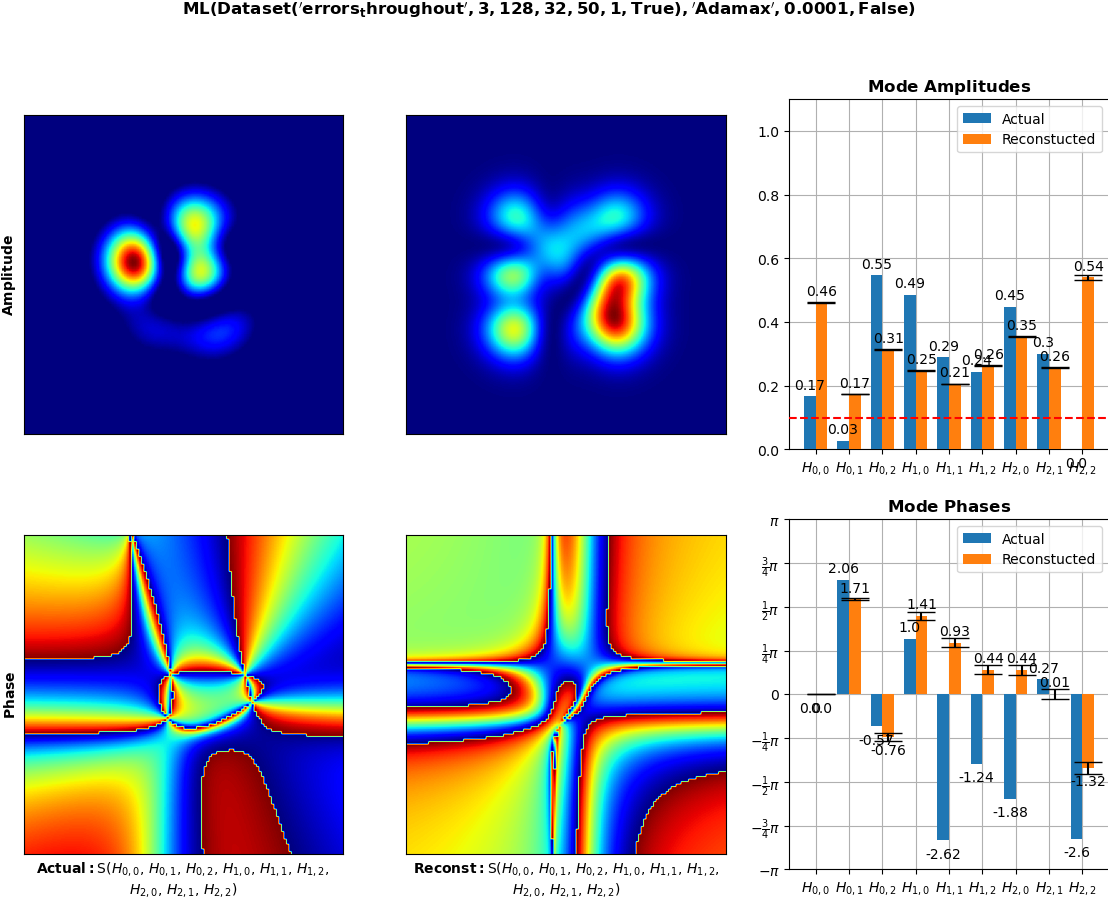 ML(Dataset('errors_throughout', 3, 128, 32, 50, 1, True), 'Adamax', 0.0001, False)
Amplitude
Mode Amplitudes
Actual
Reconstucted
1.0
0.8
0.6
0.4
0.2
0.0
0.17
0.46
0.03
0.17
0.55
0.31
0.49
0.25
0.29
0.21
0.24
0.26
0.45
0.35
0.3
0.26
0.0
0.54
H0,0 H0,1 H0,2 H1,0 H1,1 H1,2 H2,0 H2,1 H2,2
Phase
Mode Phases
Actual
Reconstucted
π
3/4π
1/2π
1/4π
0
−1/4π
−1/2π
−3/4π
−π
0.0
0.0
2.06
1.71
-0.57
-0.76
1.0
1.41
-2.62
0.93
-1.24
0.44
-1.88
0.44
0.27
0.01
-2.6
-1.32
H0,0 H0,1 H0,2 H1,0 H1,1 H1,2 H2,0 H2,1 H2,2
Actual: S(H0,0, H0,1, H0,2, H1,0, H1,1, H1,2,
H2,0, H2,1, H2,2)
Reconst: S(H0,0, H0,1, H0,2, H1,0, H1,1, H1,2,
H2,0, H2,1, H2,2)